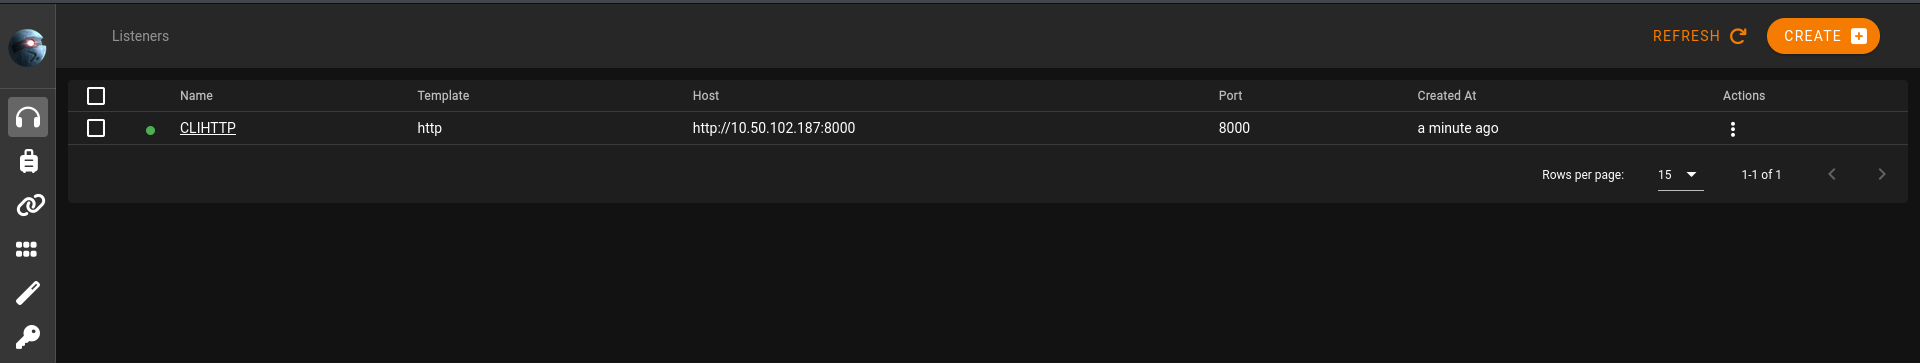 Listeners
REFRESH
CREATE
Name Template Host Port Created At Actions
CLIHTTP http http://10.50.102.187:8000 8000 a minute ago
Rows per page: 15 1-1 of 1